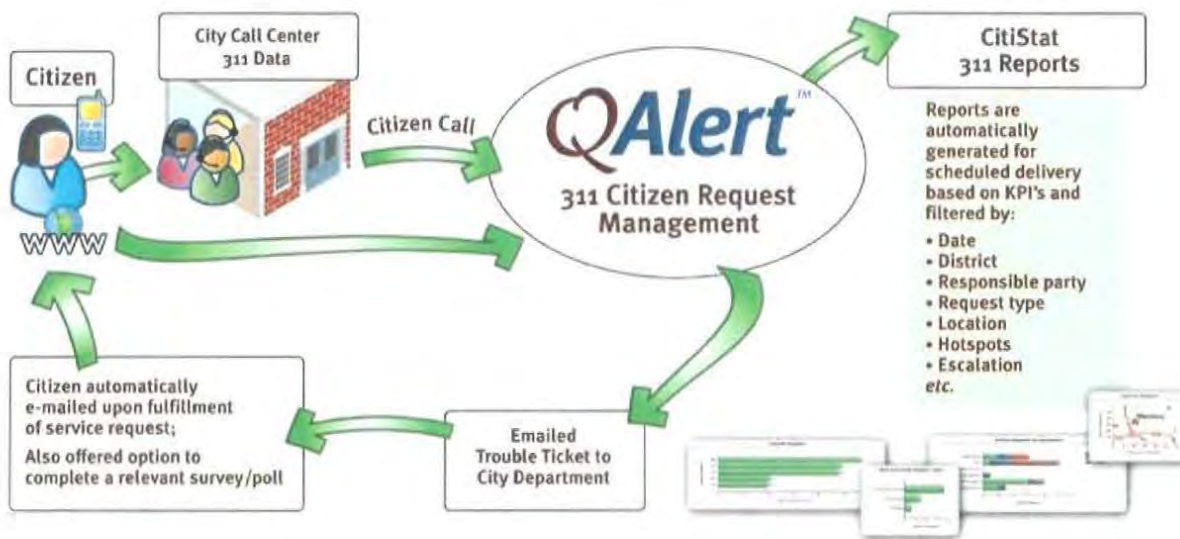 Citizen
WWW
City Call Center
311 Data
Citizen Call
QAlert™
311 Citizen Request
Management
CitiStat
311 Reports
Reports are
automatically
generated for
scheduled delivery
based on KPI's and
filtered by:
• Date
• District
• Responsible party
• Request type
• Location
• Hotspots
• Escalation
etc.
Emailed
Trouble Ticket to
City Department
Citizen automatically
e-mailed upon fulfillment
of service request;
Also offered option to
complete a relevant survey/poll